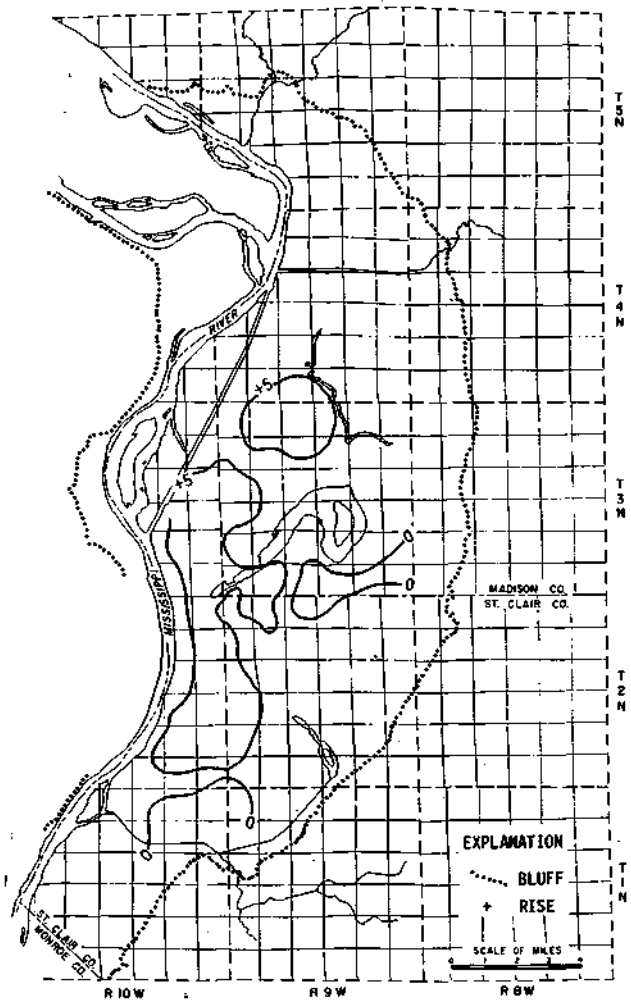 T
5
N
T
4
N
RIVER
+5
+5
T
3
N
0
0
MADISON CO.
ST. CLAIR CO.
MISSISSIPPI
T
2
N
0
0
EXPLANATION
BLUFF
+ RISE
T
1
N
SCALE OF MILES
ST. CLAIR CO.
MONROE CO.
R 10 W
R 9 W
R 8 W